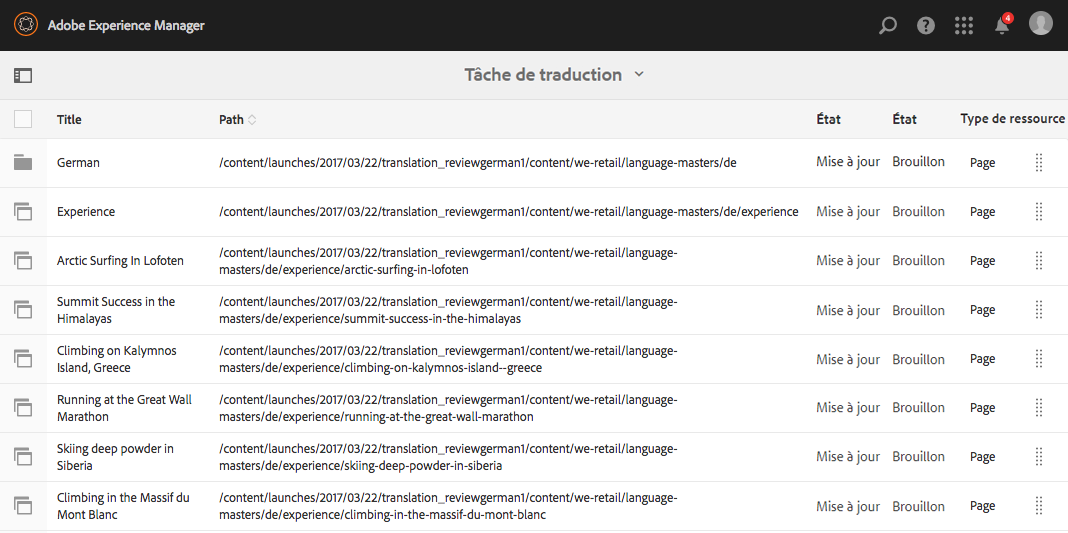 Adobe Experience Manager
4
Tâche de traduction
Title Path État État Type de ressource
German /content/launches/2017/03/22/translation_reviewgerman1/content/we-retail/language-masters/de Mise à jour Brouillon Page
Experience /content/launches/2017/03/22/translation_reviewgerman1/content/we-retail/language-masters/de/experience Mise à jour Brouillon Page
Arctic Surfing In Lofoten
/content/launches/2017/03/22/translation_reviewgerman1/content/we-retail/language-
masters/de/experience/arctic-surfing-in-lofoten
Mise à jour Brouillon Page
Summit Success in the
Himalayas
/content/launches/2017/03/22/translation_reviewgerman1/content/we-retail/language-
masters/de/experience/summit-success-in-the-himalayas
Mise à jour Brouillon Page
Climbing on Kalymnos
Island, Greece
/content/launches/2017/03/22/translation_reviewgerman1/content/we-retail/language-
masters/de/experience/climbing-on-kalymnos-island--greece
Mise à jour Brouillon Page
Running at the Great Wall
Marathon
/content/launches/2017/03/22/translation_reviewgerman1/content/we-retail/language-
masters/de/experience/running-at-the-great-wall-marathon
Mise à jour Brouillon Page
Skiing deep powder in
Siberia
/content/launches/2017/03/22/translation_reviewgerman1/content/we-retail/language-
masters/de/experience/skiing-deep-powder-in-siberia
Mise à jour Brouillon Page
Climbing in the Massif du
Mont Blanc
/content/launches/2017/03/22/translation_reviewgerman1/content/we-retail/language-
masters/de/experience/climbing-in-the-massif-du-mont-blanc
Mise à jour Brouillon Page